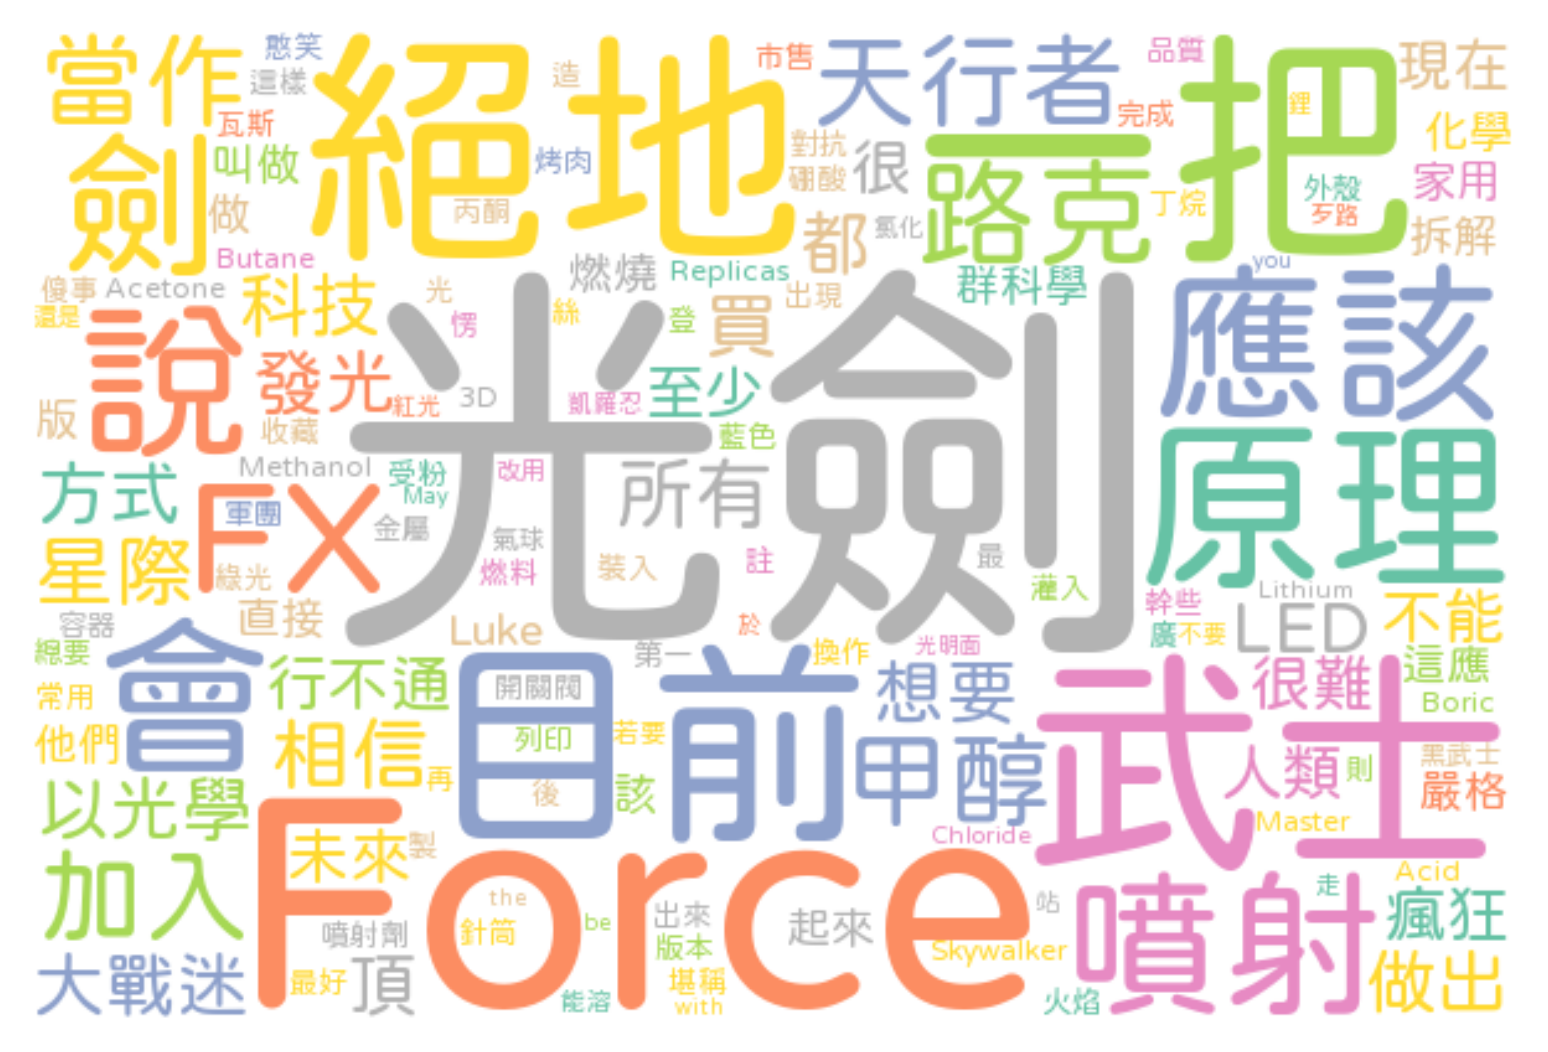 當作
憨笑
這樣
瓦斯
絕地
造
市售
天行者
品質
把
現在
劍
叫做
做
烤肉
丙酮
對抗
硼酸
很
都
氯化
一
路克
完成
丁烷
鋰
化學
家用
外殼
歹路
拆解
Butane
傻事
Acetone
還是
科技
光
愣
絲
燃燒
Replicas
登
買
出現
群科學
you
應該
說
發光
紅光
3D
凱羅忍
至少
藍色
光劍
版
收藏
Methanol
受粉
May
改用
所有
原理
方式
FX
軍團
金屬
氣球
燃料
裝入
註
最
灌入
星際
綠光
直接
容器
Luke
於
第一
換作
光明面
Lithium
幹些
廣
不要
LED
不能
總要
會
行不通
目前
開關閥
列印
後
想要
武士
很難
這應
常用
Boric
他們
相信
再
若要
該
甲醇
人類
則
黑武士
嚴格
以光學
Force
未來
製
Chloride
Master
加入
噴射劑
the
針筒
be
出來
版本
起來
Skywalker
站
噴射
走
Acid
瘋狂
大戰迷
最好
頂
能溶
堪稱
with
火焰
做出